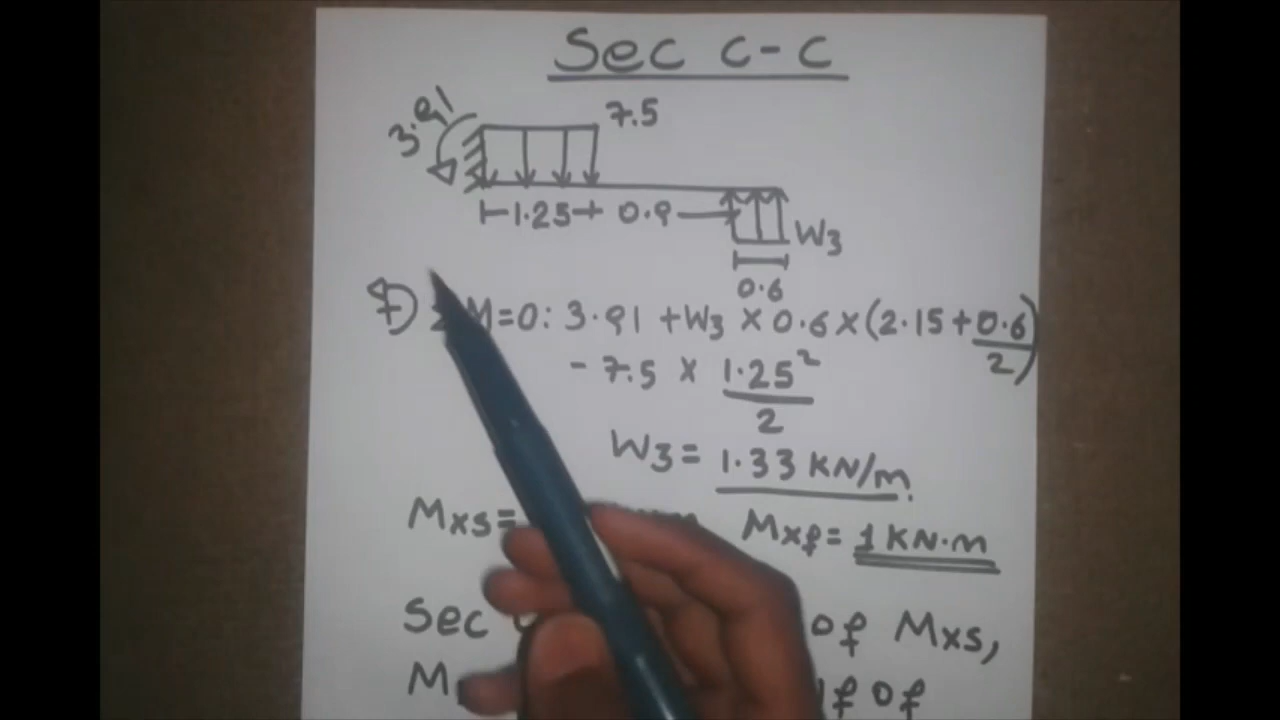 Sec C-C
3.91
7.5
1.25 0.9
W3
0.6
M=0: 3.91 + W3 × 0.6 × (2.15 + 0.6/2)
- 7.5 × 1.25²/2
W3 = 1.33 KN/m.
Mxs= Mxf= 1 KN.m
Sec of Mxs,
M of